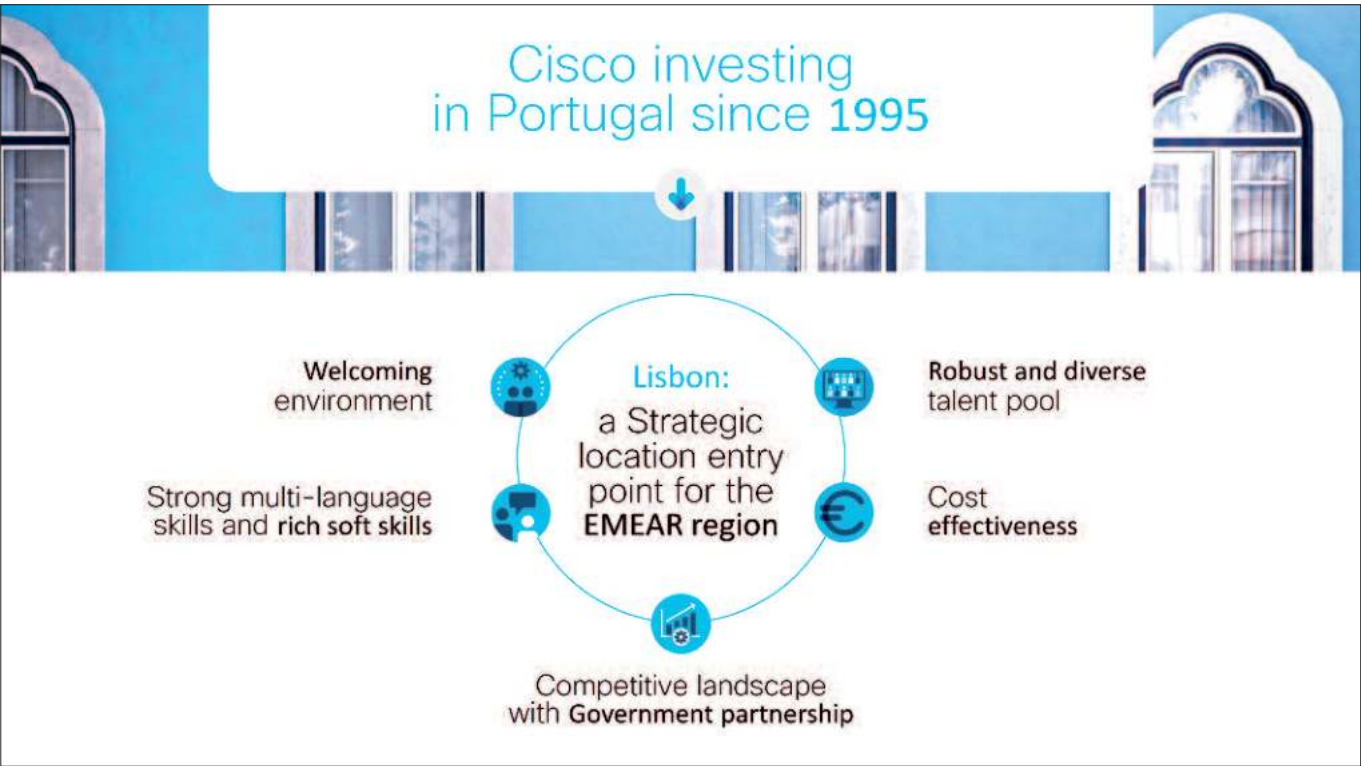 Cisco investing
in Portugal since 1995
Welcoming
environment
Strong multi-language
skills and rich soft skills
Lisbon:
a Strategic
location entry
point for the
EMEAR region
Robust and diverse
talent pool
Cost
effectiveness
Competitive landscape
with Government partnership